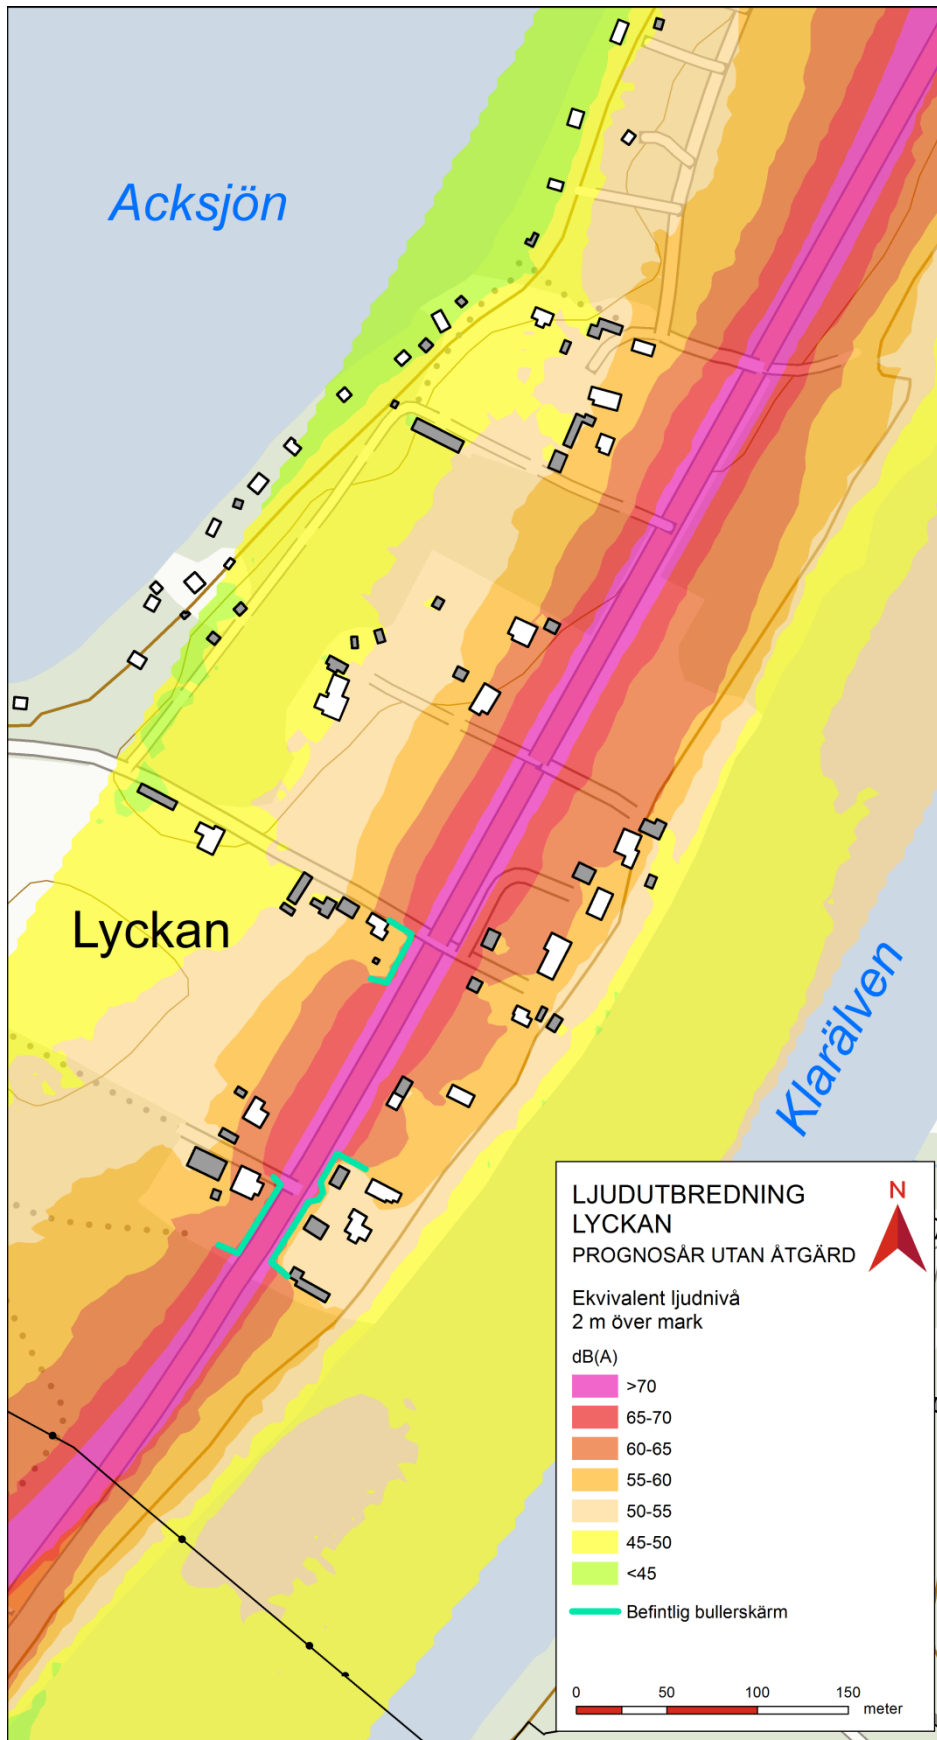 Acksjön
Lyckan
Klarälven
LJUDUTBREDNING
LYCKAN
PROGNOSÅR UTAN ÅTGÄRD
N
Ekvivalent ljudnivå
2 m över mark
dB(A)
>70
65-70
60-65
55-60
50-55
45-50
<45
Befintlig bullerskärm
0 50 100 150
meter